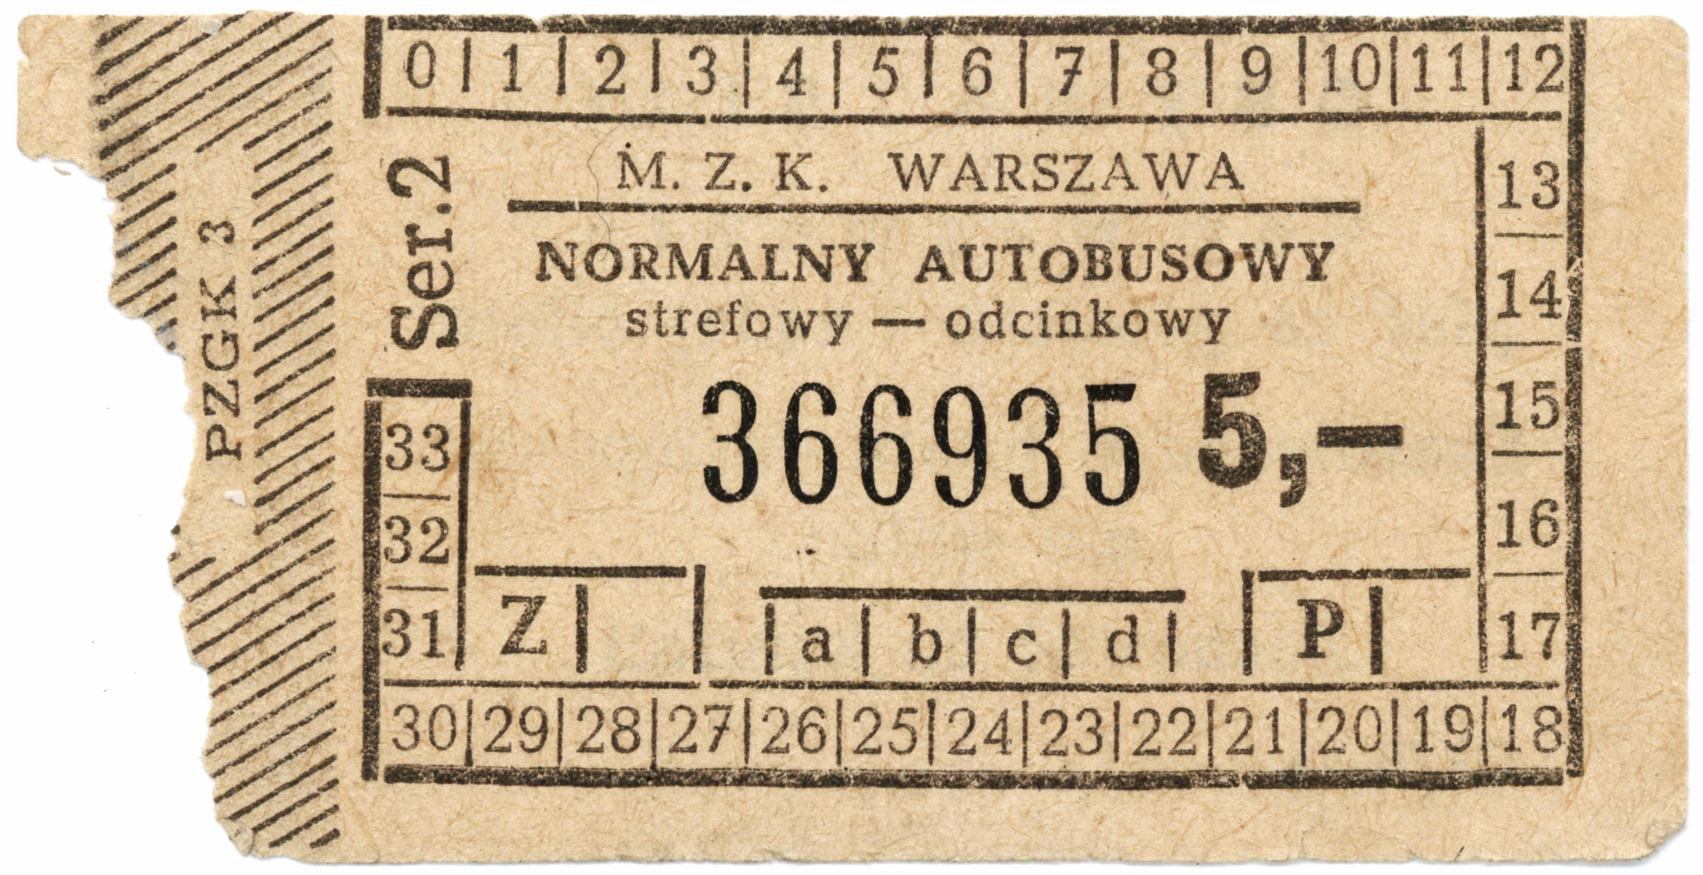 0 | 1 | 2 | 3 | 4 | 5 | 6 | 7 | 8 | 9 | 10 | 11 | 12
M. Z. K. WARSZAWA
NORMALNY AUTOBUSOWY
strefowy — odcinkowy
366935 5,—
Ser.2
PZGK 3
13
14
15
16
17
33
32
31
Z | a | b | c | d | P
30 | 29 | 28 | 27 | 26 | 25 | 24 | 23 | 22 | 21 | 20 | 19 | 18